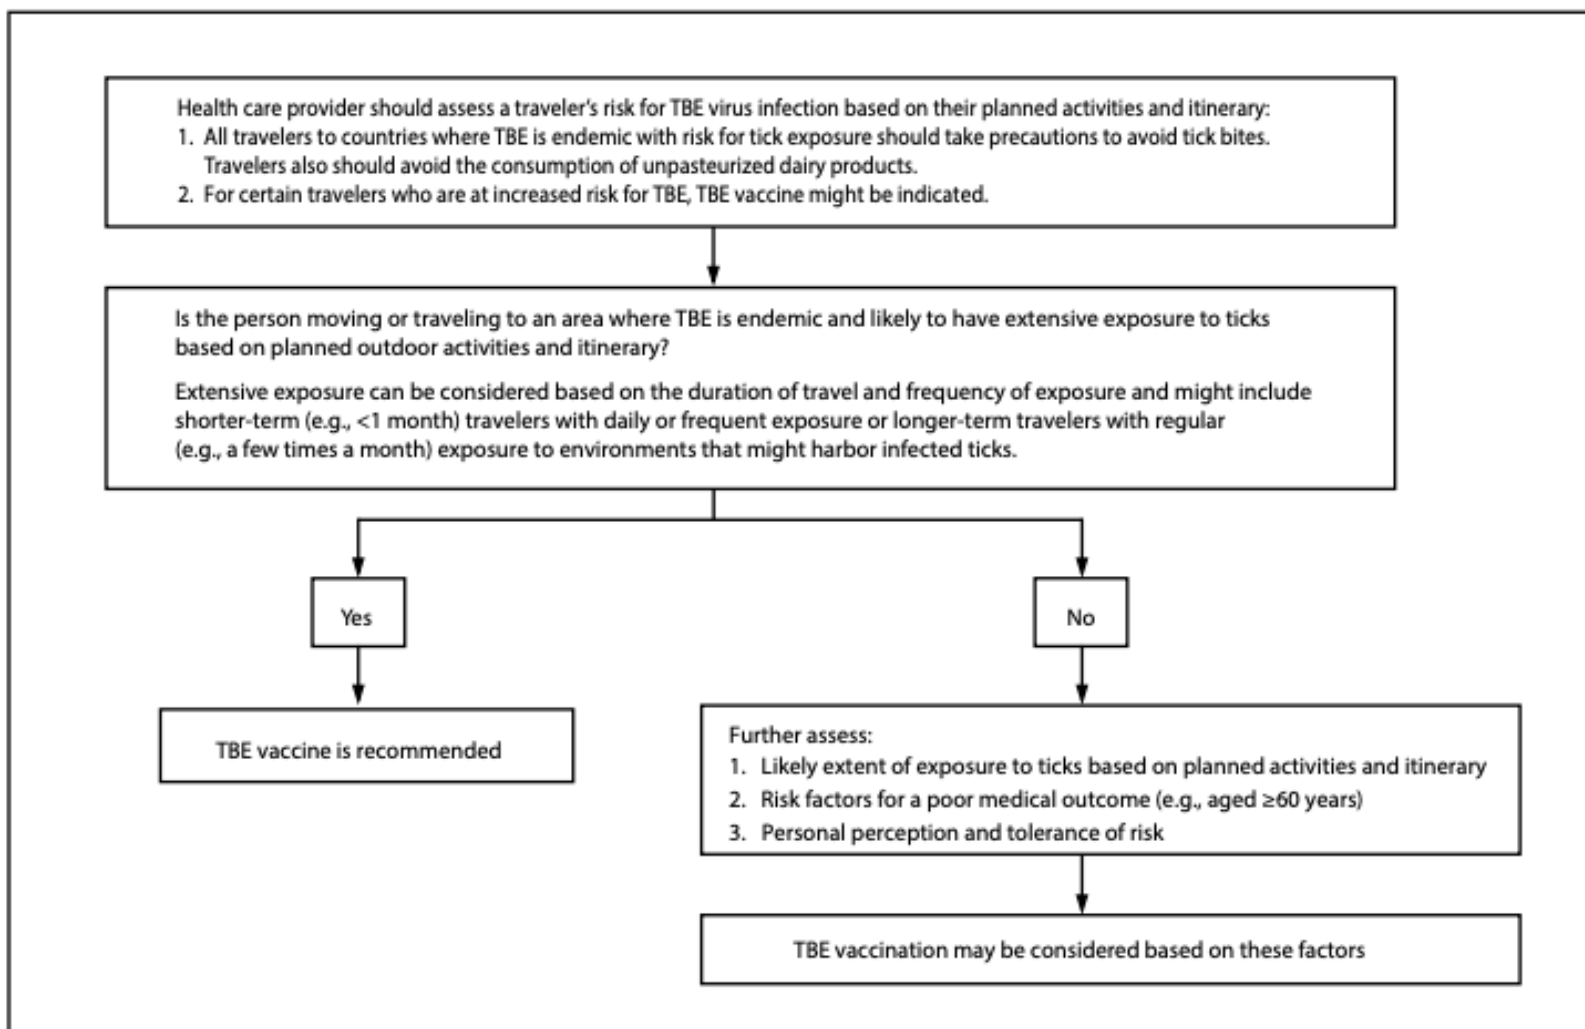 Health care provider should assess a traveler's risk for TBE virus infection based on their planned activities and itinerary:
1. All travelers to countries where TBE is endemic with risk for tick exposure should take precautions to avoid tick bites.
Travelers also should avoid the consumption of unpasteurized dairy products.
2. For certain travelers who are at increased risk for TBE, TBE vaccine might be indicated.
Is the person moving or traveling to an area where TBE is endemic and likely to have extensive exposure to ticks
based on planned outdoor activities and itinerary?
Extensive exposure can be considered based on the duration of travel and frequency of exposure and might include
shorter-term (e.g., <1 month) travelers with daily or frequent exposure or longer-term travelers with regular
(e.g., a few times a month) exposure to environments that might harbor infected ticks.
Yes
No
TBE vaccine is recommended
Further assess:
1. Likely extent of exposure to ticks based on planned activities and itinerary
2. Risk factors for a poor medical outcome (e.g., aged ≥60 years)
3. Personal perception and tolerance of risk
TBE vaccination may be considered based on these factors